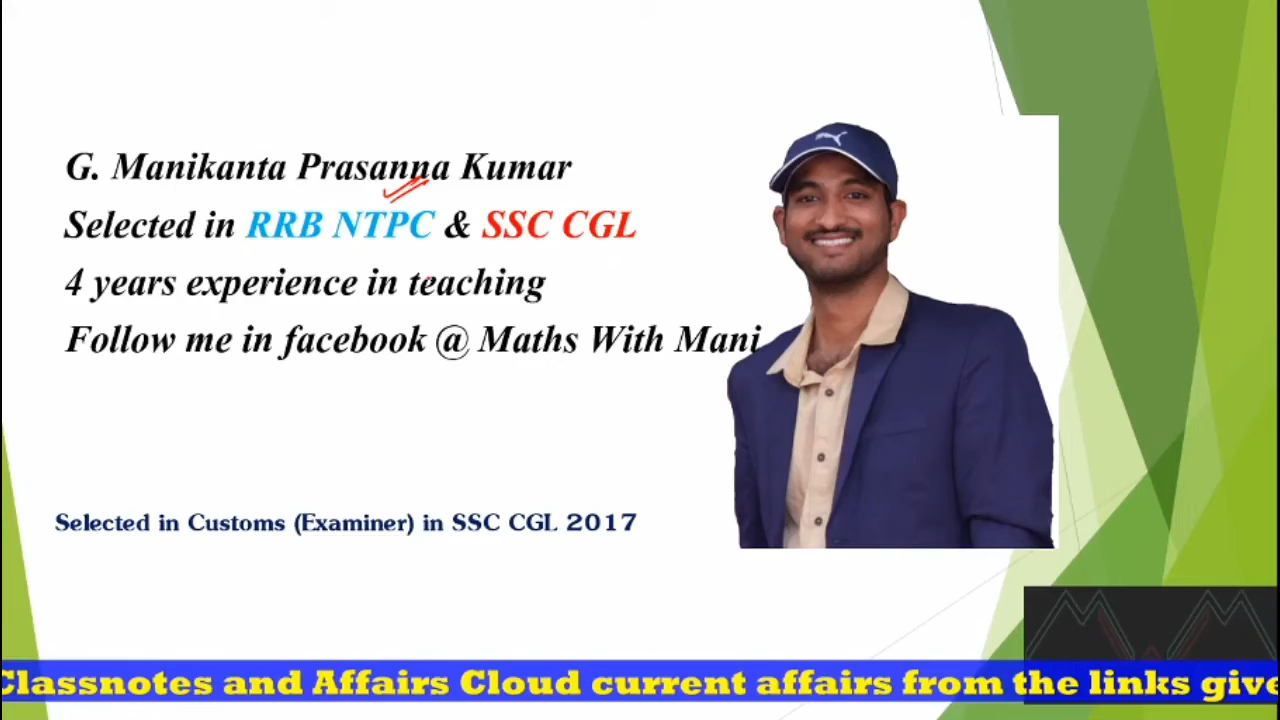 G. Manikanta Prasanna Kumar
Selected in RRB NTPC & SSC CGL
4 years experience in teaching
Follow me in facebook @ Maths With Mani
Selected in Customs (Examiner) in SSC CGL 2017
Classnotes and Affairs Cloud current affairs from the links give